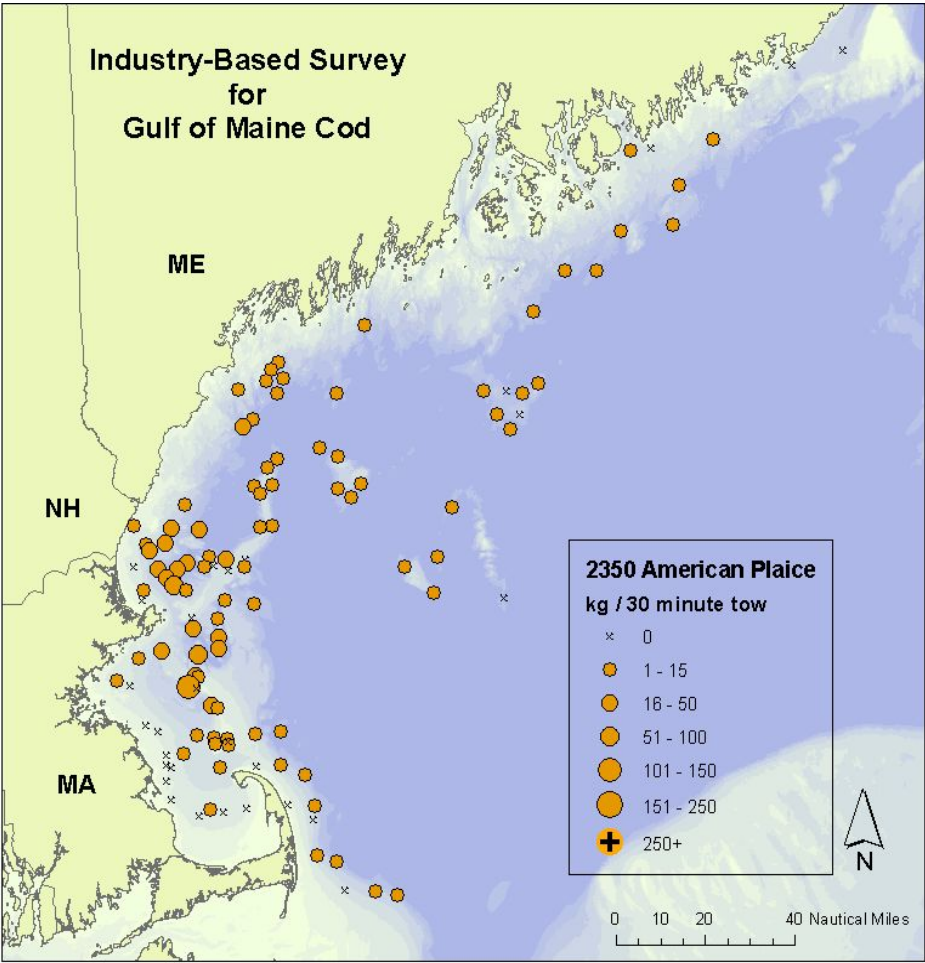 Industry-Based Survey
for
Gulf of Maine Cod
ME
NH
MA
2350 American Plaice
kg / 30 minute tow
0
1 - 15
16 - 50
51 - 100
101 - 150
151 - 250
250+
N
0 10 20 40 Nautical Miles